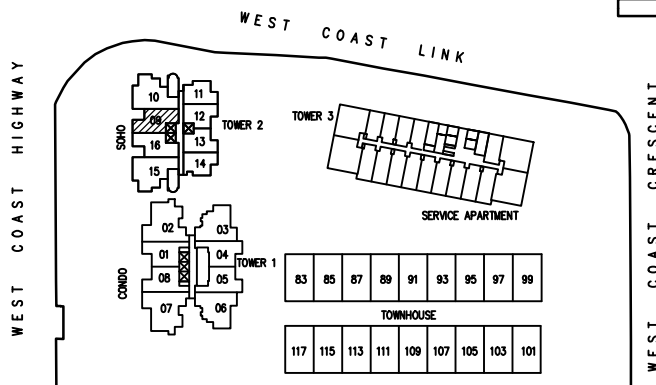 WEST COAST LINK
WEST COAST HIGHWAY
WEST COAST CRESCENT
10
11
09
12
TOWER 2
SOHO
16
13
15
14
TOWER 3
SERVICE APARTMENT
02
03
01
04
TOWER 1
CONDO
08
05
07
06
83 85 87 89 91 93 95 97 99
TOWNHOUSE
117 115 113 111 109 107 105 103 101